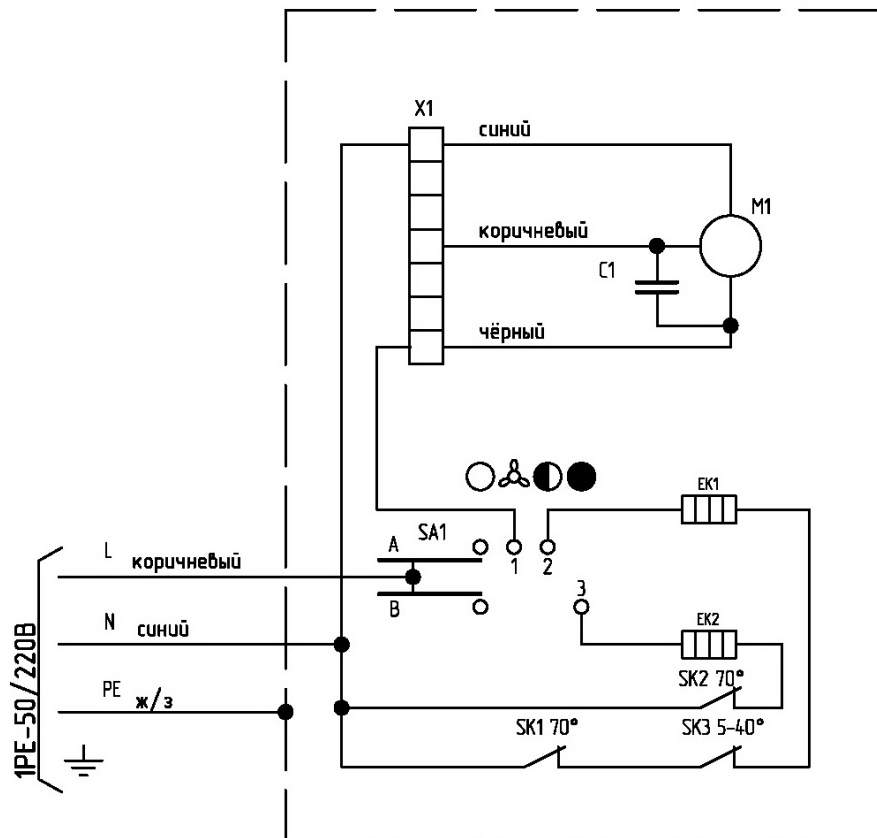 X1
синий
M1
коричневый
C1
чёрный
EK1
SA1
A
1
2
L
коричневый
3
B
N
синий
EK2
SK2 70°
PE
ж/з
SK1 70°
SK3 5-40°
1PE-50/220В